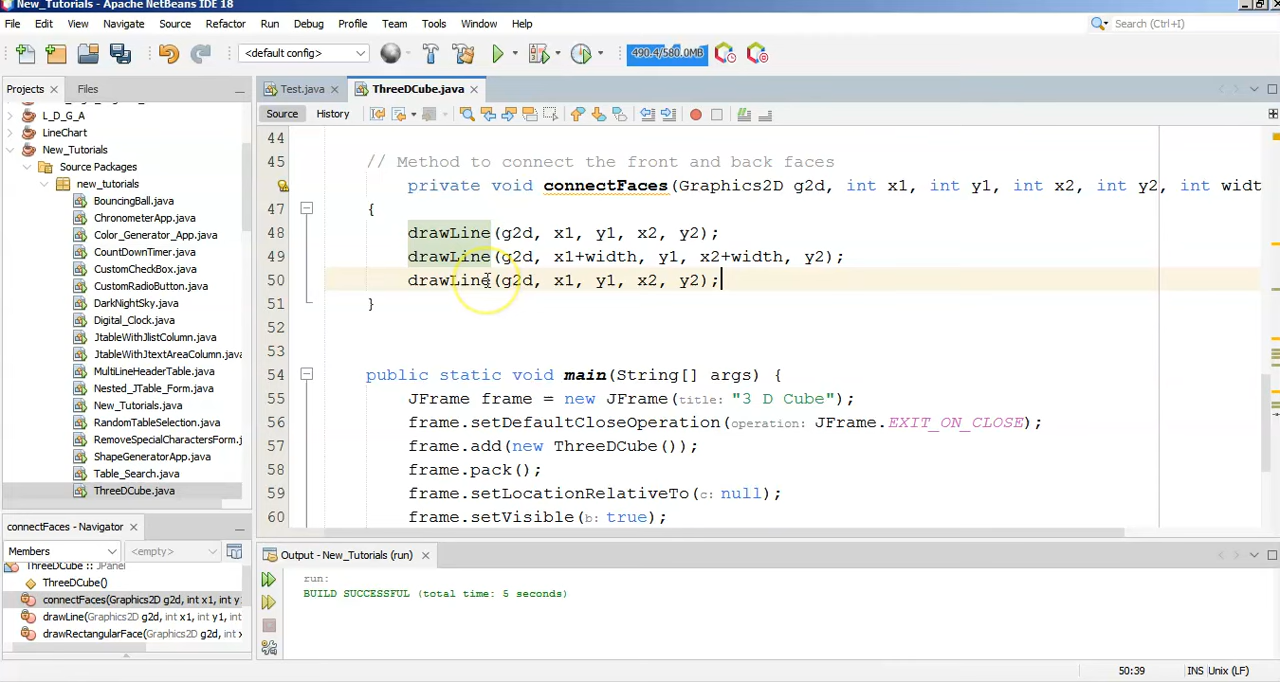 New_Tutorials - Apache NetBeans IDE 18
File Edit View Navigate Source Refactor Run Debug Profile Team Tools Window Help
Search (Ctrl+I)
<default config>
490.4/580.0MB
Projects
Files
Test.java
ThreeDCube.java
Source
History
L_D_G_A
LineChart
New_Tutorials
Source Packages
new_tutorials
BouncingBall.java
ChronometerApp.java
Color_Generator_App.java
CountDownTimer.java
CustomCheckBox.java
CustomRadioButton.java
DarkNightSky.java
Digital_Clock.java
JtableWithJlistColumn.java
JtableWithJtextAreaColumn.java
MultiLineHeaderTable.java
Nested_JTable_Form.java
New_Tutorials.java
RandomTableSelection.java
RemoveSpecialCharactersForm.j
ShapeGeneratorApp.java
Table_Search.java
ThreeDCube.java
44
45 // Method to connect the front and back faces
private void connectFaces(Graphics2D g2d, int x1, int y1, int x2, int y2, int widt
47 {
48 drawLine(g2d, x1, y1, x2, y2);
49 drawLine(g2d, x1+width, y1, x2+width, y2);
50 drawLine(g2d, x1, y1, x2, y2);
51 }
52
53
54 public static void main(String[] args) {
55 JFrame frame = new JFrame(title: "3 D Cube");
56 frame.setDefaultCloseOperation(operation: JFrame.EXIT_ON_CLOSE);
57 frame.add(new ThreeDCube());
58 frame.pack();
59 frame.setLocationRelativeTo(c: null);
60 frame.setVisible(b: true);
connectFaces - Navigator
Members
<empty>
ThreeDCube :: JPanel
ThreeDCube()
connectFaces(Graphics2D g2d, int x1, int y1
drawLine(Graphics2D g2d, int x1, int y1, int
drawRectangularFace(Graphics2D g2d, int x
Output - New_Tutorials (run)
run:
BUILD SUCCESSFUL (total time: 5 seconds)
50:39
INS Unix (LF)